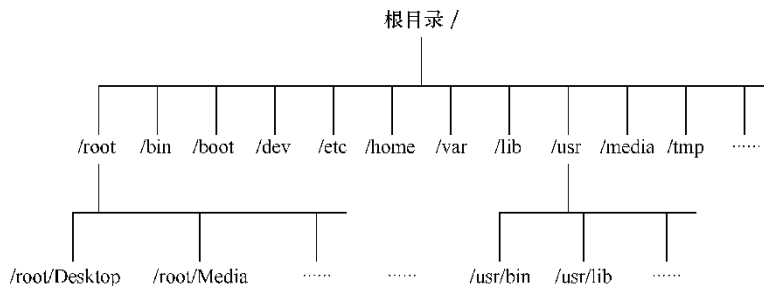 根目录 /
/root /bin /boot /dev /etc /home /var /lib /usr /media /tmp ······
/root/Desktop /root/Media ······ ······ /usr/bin /usr/lib ······